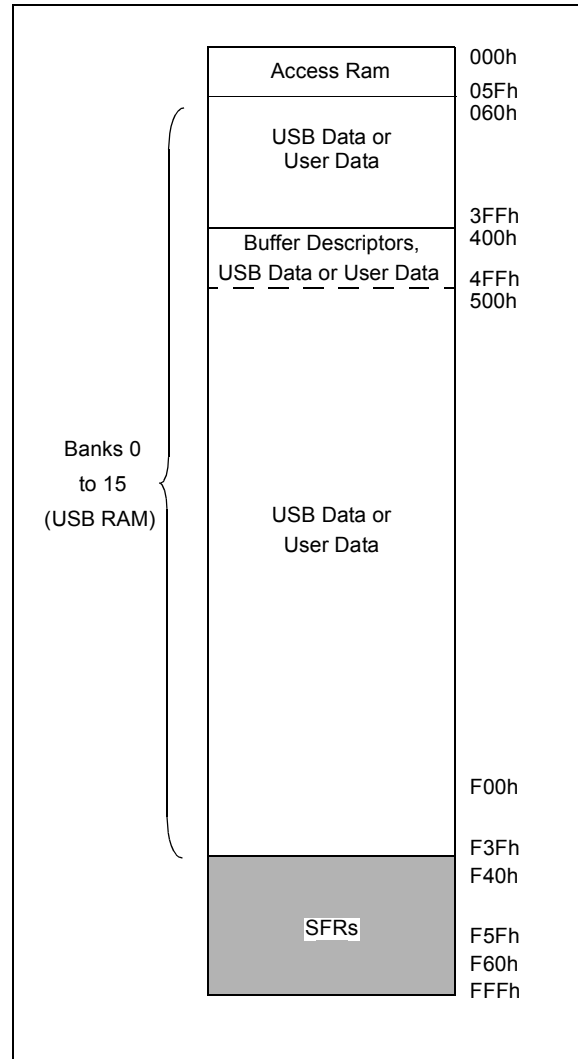 000h
Access Ram
05Fh
060h
USB Data or
User Data
3FFh
400h
Buffer Descriptors,
USB Data or User Data
4FFh
500h
Banks 0
to 15
(USB RAM)
USB Data or
User Data
F00h
F3Fh
F40h
SFRs
F5Fh
F60h
FFFh